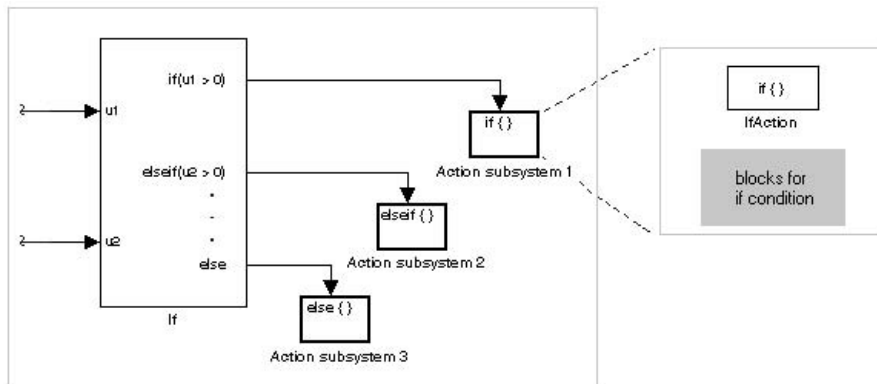 if(u1 > 0)
u1
if { }
Action subsystem 1
elseif(u2 > 0)
elseif { }
u2
Action subsystem 2
else
else { }
If
Action subsystem 3
if { }
IfAction
blocks for
if condition